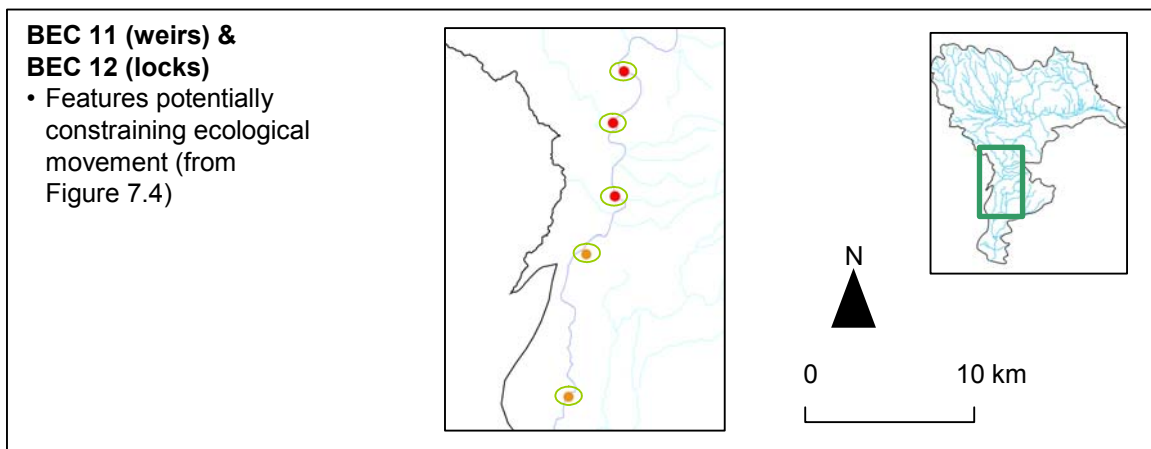 BEC 11 (weirs) &
BEC 12 (locks)
• Features potentially
constraining ecological
movement (from
Figure 7.4)
N
0 10 km